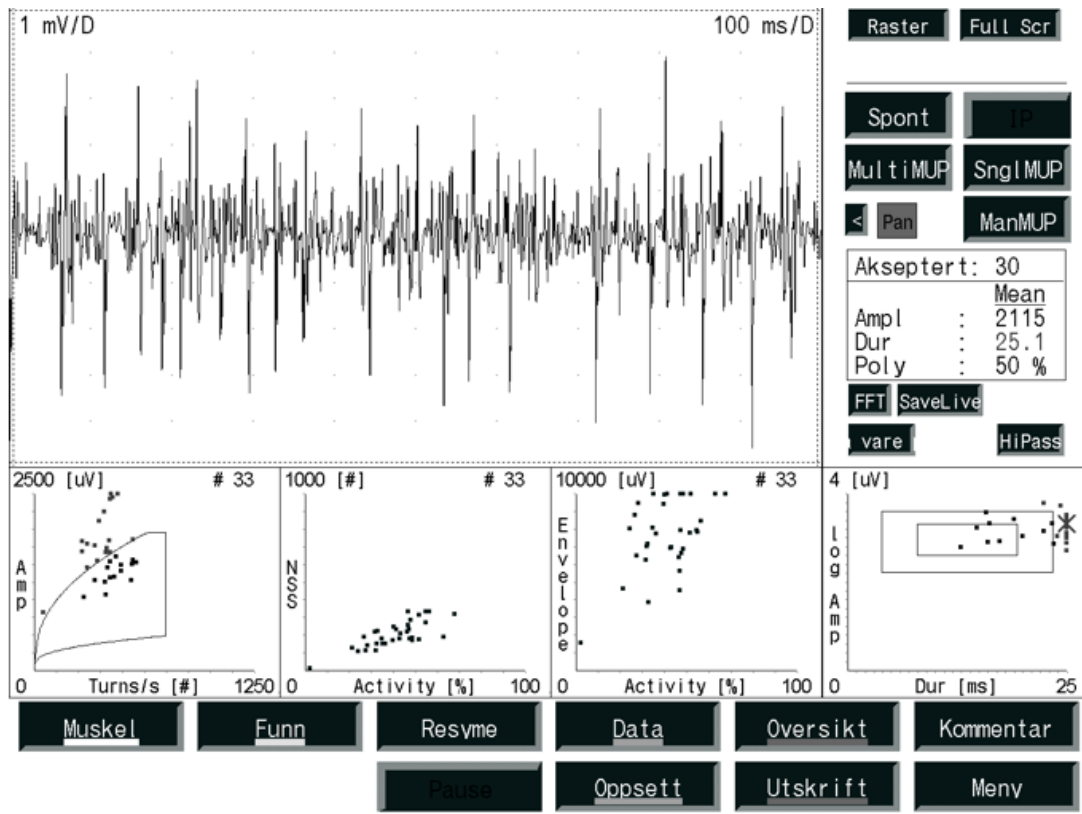 1 mV/D 100 ms/D
Raster Full Scr
Spont IP
MultiMUP SnglMUP
< Pan ManMUP
Akseptert: 30
Mean
Ampl : 2115
Dur : 25.1
Poly : 50 %
FFT SaveLive
vare HiPass
2500 [uV] # 33
Amp
0 Turns/s [#] 1250
1000 [#] # 33
NSS
0 Activity [%] 100
10000 [uV] # 33
Envelope
0 Activity [%] 100
4 [uV]
log Amp
0 Dur [ms] 25
Muskel Funn Resyme Data Oversikt Kommentar
Pause Oppsett Utskrift Meny